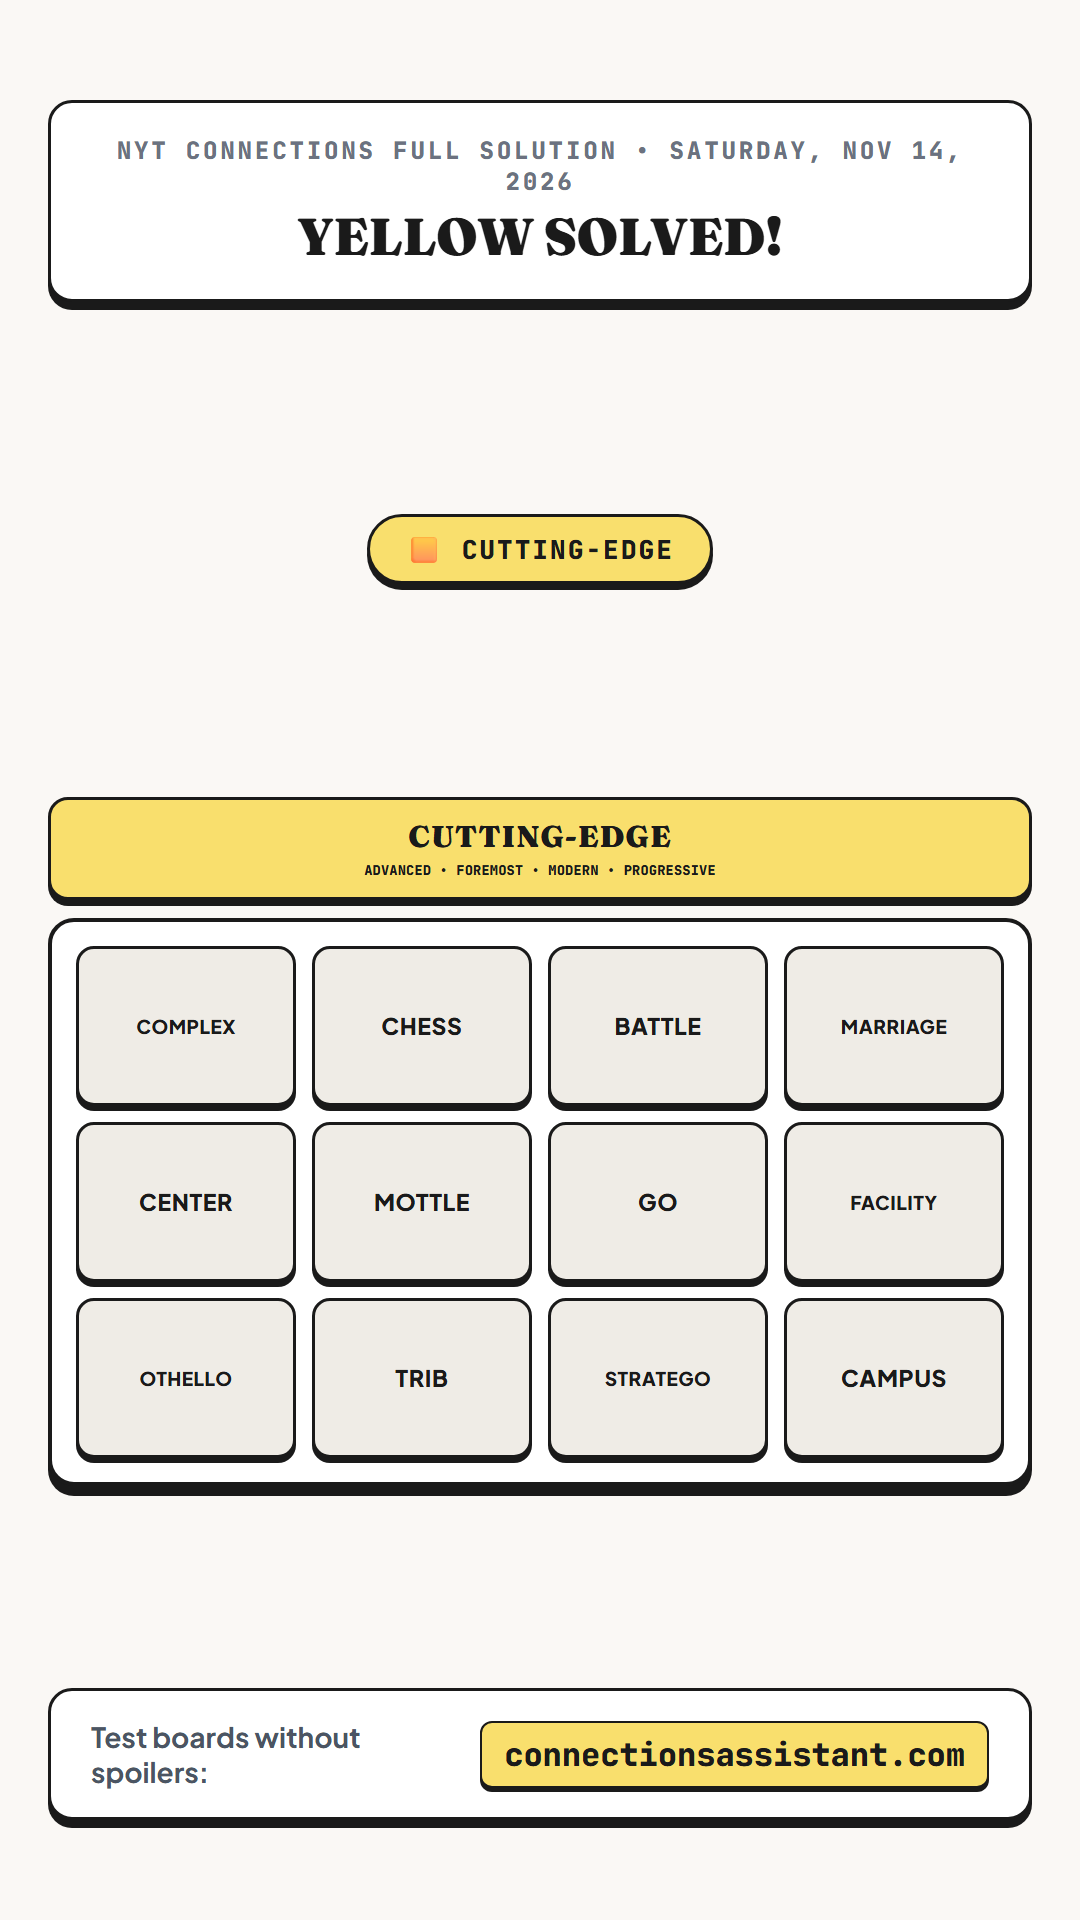 NYT CONNECTIONS FULL SOLUTION • SATURDAY, NOV 14,
2026
YELLOW SOLVED!
CUTTING-EDGE
CUTTING-EDGE
ADVANCED • FOREMOST • MODERN • PROGRESSIVE
COMPLEX CHESS BATTLE MARRIAGE
CENTER MOTTLE GO FACILITY
OTHELLO TRIB STRATEGO CAMPUS
Test boards without
spoilers:
connectionsassistant.com